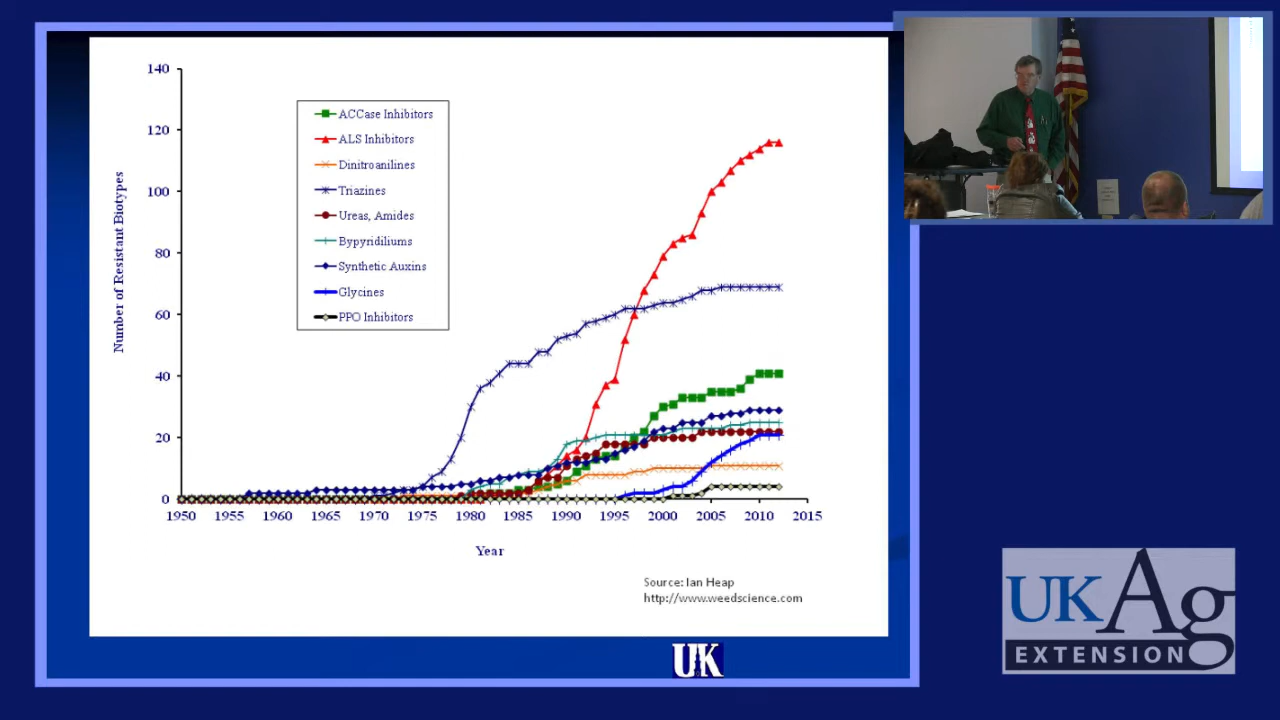 140
120
100
80
60
40
20
0
Number of Resistant Biotypes
ACCase Inhibitors
ALS Inhibitors
Dinitroanilines
Triazines
Ureas, Amides
Bypyridiliums
Synthetic Auxins
Glycines
PPO Inhibitors
1950 1955 1960 1965 1970 1975 1980 1985 1990 1995 2000 2005 2010 2015
Year
Source: Ian Heap
http://www.weedscience.com
UK
UKAg
EXTENSION